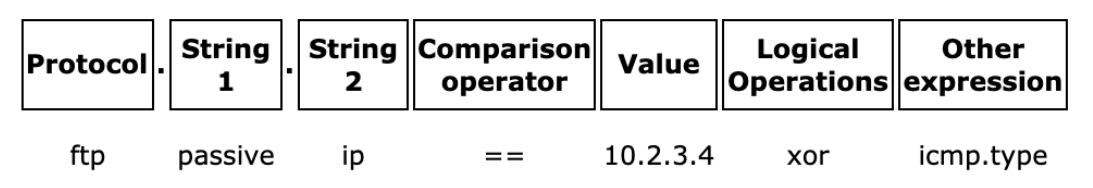 Protocol . String 1 . String 2 Comparison operator Value Logical Operations Other expression
ftp passive ip == 10.2.3.4 xor icmp.type